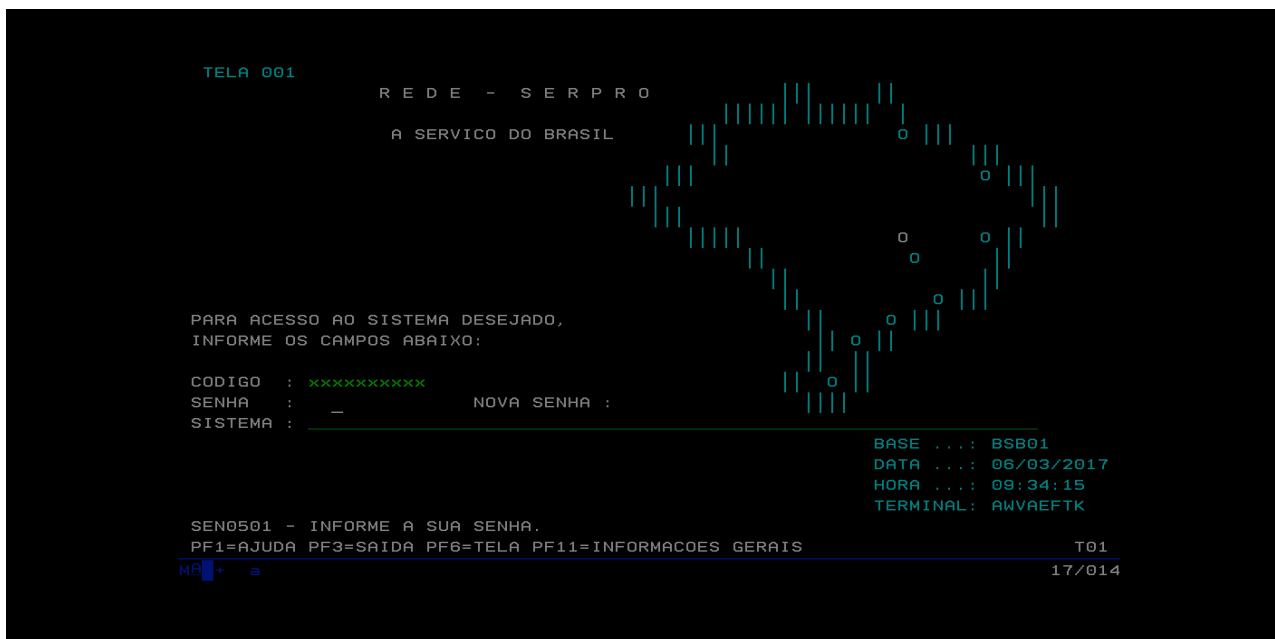 TELA 001
R E D E - S E R P R O
A SERVICO DO BRASIL
PARA ACESSO AO SISTEMA DESEJADO,
INFORME OS CAMPOS ABAIXO:
CODIGO : xxxxxxxxxx
SENHA : _ NOVA SENHA :
SISTEMA :
BASE ...: BSB01
DATA ...: 06/03/2017
HORA ...: 09:34:15
TERMINAL: AWVAEFTK
SEN0501 - INFORME A SUA SENHA.
PF1=AJUDA PF3=SAIDA PF6=TELA PF11=INFORMACOES GERAIS T01
MÂ + a 17/014